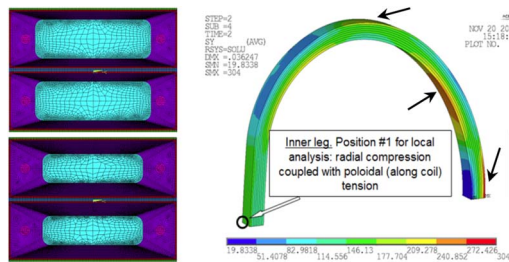 STEP=2
SUB =4
TIME=2
SY (AVG)
RSYS=SOLU
DMX =.036247
SMN =19.8338
SMX =304
NOV 20 20
15:18:
PLOT NO.
Inner leg. Position #1 for local
analysis: radial compression
coupled with poloidal (along coil)
tension
19.8338 82.9818 146.13 209.278 272.426
51.4078 114.556 177.704 240.852 304